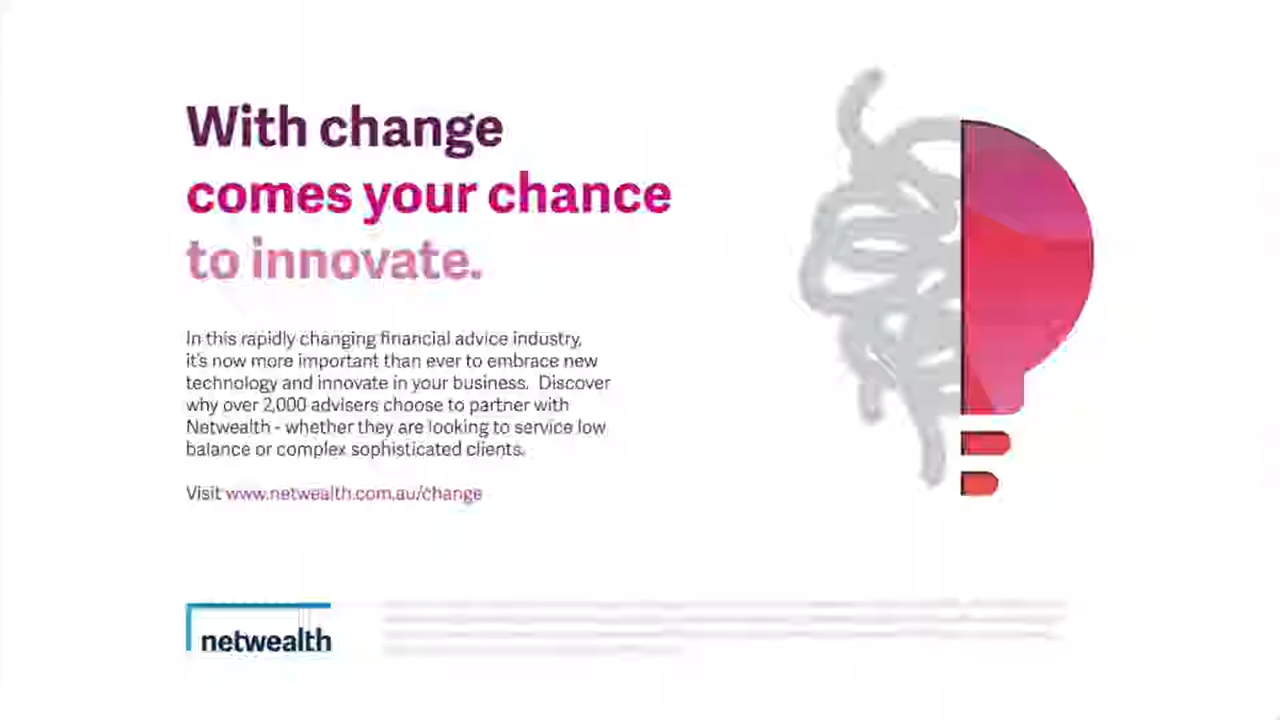 With change
comes your chance
to innovate.
In this rapidly changing financial advice industry,
it's now more important than ever to embrace new
technology and innovate in your business.  Discover
why over 2,000 advisers choose to partner with
Netwealth - whether they are looking to service low
balance or complex sophisticated clients.
Visit www.netwealth.com.au/change
netwealth